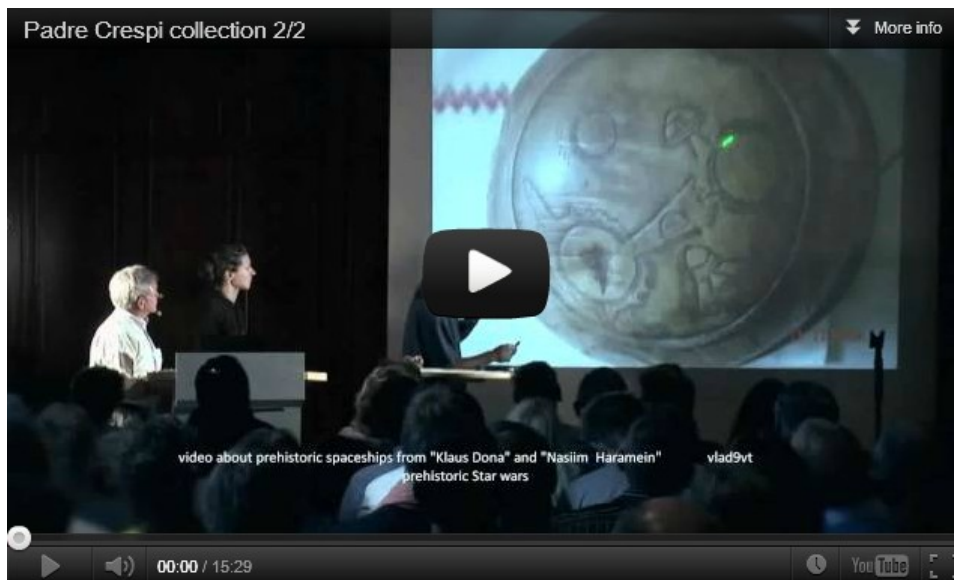 Padre Crespi collection 2/2
More info
video about prehistoric spaceships from "Klaus Dona" and "Nasiim Haramein" vlad9vt
prehistoric Star wars
00:00 / 15:29
YouTube